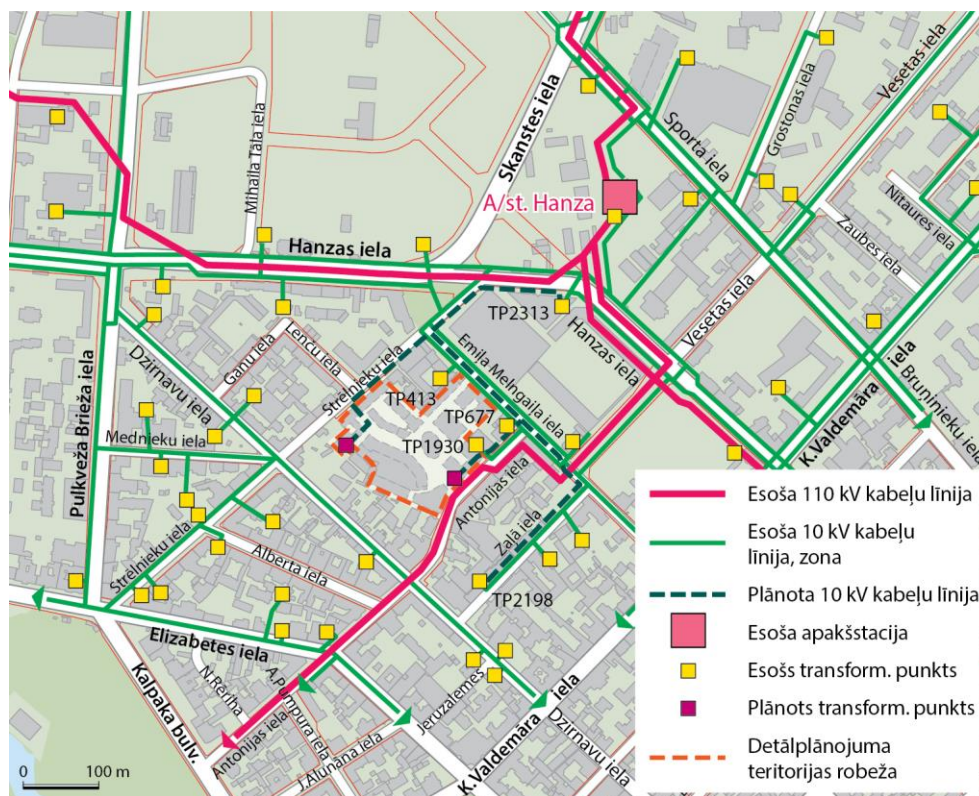 Skanstes iela
Mihaila Tāla iela
Sporta iela
Grostonas iela
Vesetas iela
A/st. Hanza
Nitaures iela
Zaubes iela
Hanzas iela
TP2313
Hanzas iela
Vesetas iela
Pulkveža Brieža iela
Dzirnavu iela
Ganu iela
Lenču iela
Strēlnieku iela
Emīla Melngaiļa iela
TP413
TP677
TP1930
Mednieku iela
Antonijas iela
Zaļā iela
TP2198
K.Valdemāra
iela
Bruņinieku iela
Strēlnieku iela
Alberta iela
Elizabetes iela
Kalpaka bulv.
N.Rēriha
A.Pumpura iela
Antonijas iela
J.Alunāna iela
Jeruzalemes
K.Valdemāra
iela
Dzirnavu iela
0 100 m
Esoša 110 kV kabeļu līnija
Esoša 10 kV kabeļu
līnija, zona
Plānota 10 kV kabeļu līnija
Esoša apakšstacija
Esošs transform. punkts
Plānots transform. punkts
Detālplānojuma
teritorijas robeža